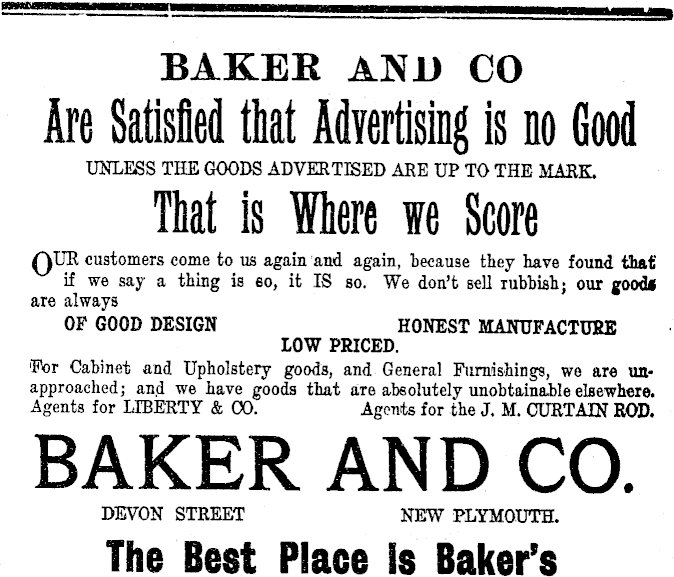 BAKER AND CO
Are Satisfied that Advertising is no Good
UNLESS THE GOODS ADVERTISED ARE UP TO THE MARK.
That is Where we Score
OUR customers come to us again and again, because they have found that
if we say a thing is so, it IS so. We don't sell rubbish; our goods
are always
OF GOOD DESIGN HONEST MANUFACTURE
LOW PRICED.
For Cabinet and Upholstery goods, and General Furnishings, we are un-
approached; and we have goods that are absolutely unobtainable elsewhere.
Agents for LIBERTY & CO. Agents for the J. M. CURTAIN ROD.
BAKER AND CO.
DEVON STREET NEW PLYMOUTH.
The Best Place Is Baker's